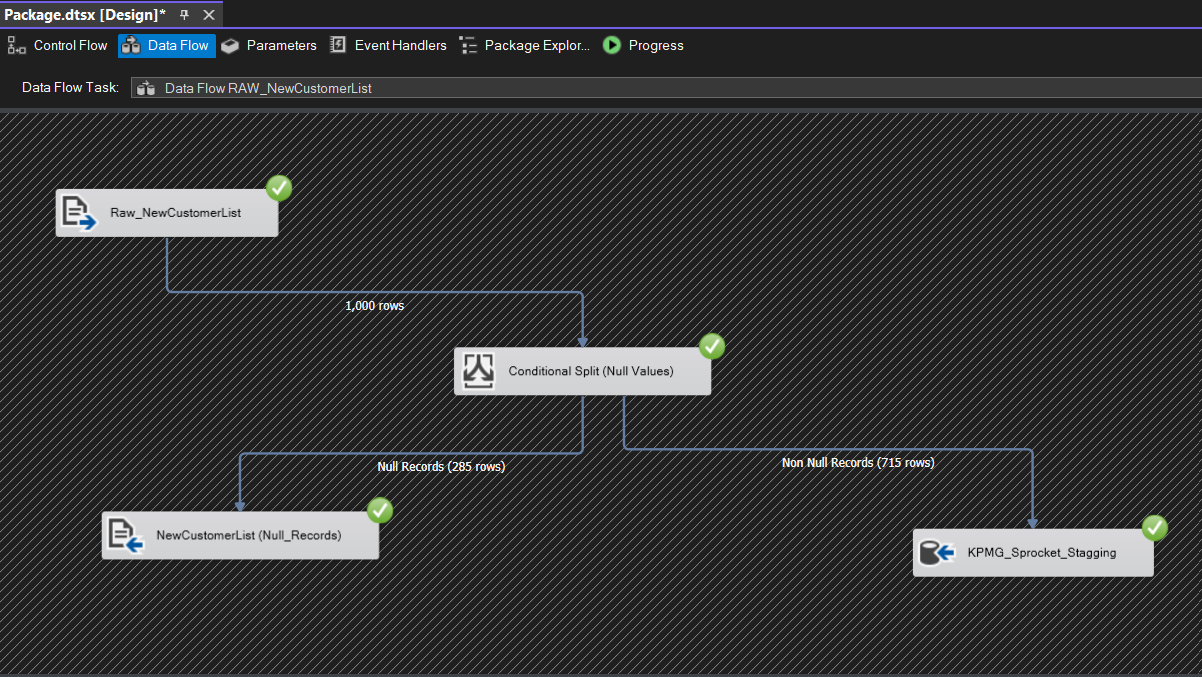 Package.dtsx [Design]*
Control Flow
Data Flow
Parameters
Event Handlers
Package Explor...
Progress
Data Flow Task:
Data Flow RAW_NewCustomerList
Raw_NewCustomerList
1,000 rows
Conditional Split (Null Values)
Null Records (285 rows)
Non Null Records (715 rows)
NewCustomerList (Null_Records)
KPMG_Sprocket_Stagging